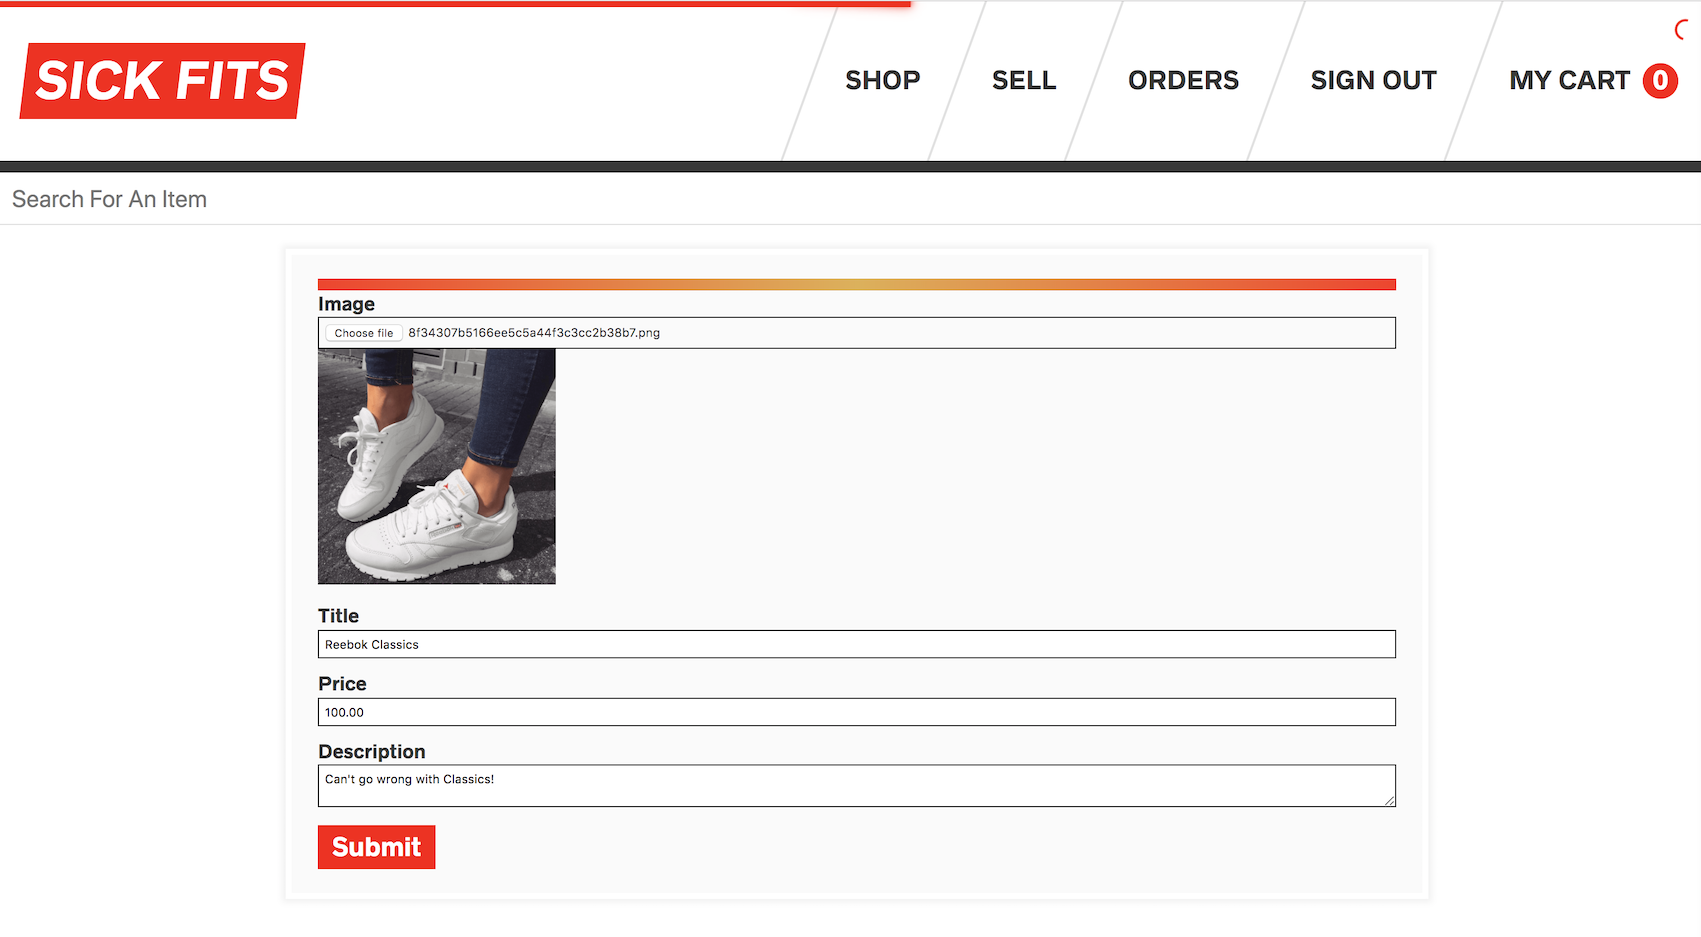 SICK FITS
SHOP
SELL
ORDERS
SIGN OUT
MY CART 0
Search For An Item
Image
Choose file 8f34307b5166ee5c5a44f3c3cc2b38b7.png
Title
Reebok Classics
Price
100.00
Description
Can't go wrong with Classics!
Submit